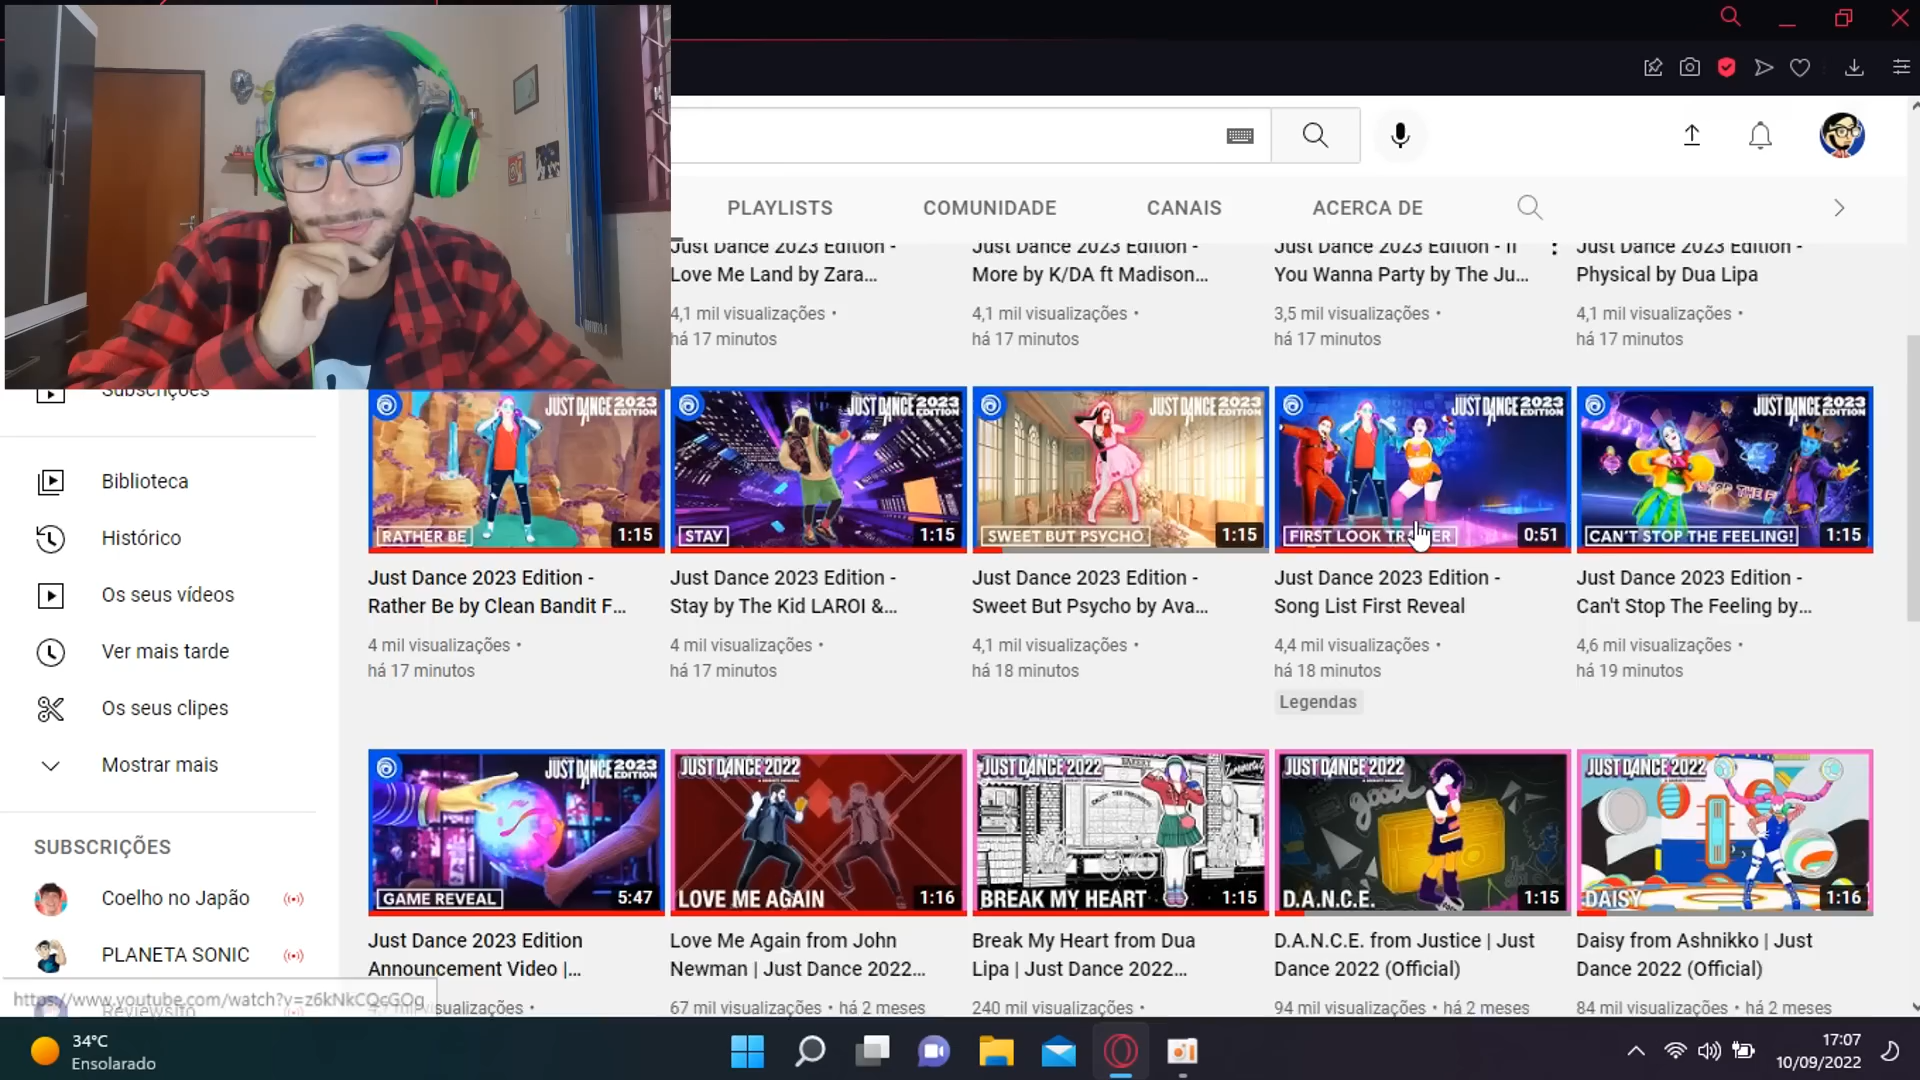 PLAYLISTS
COMUNIDADE
CANAIS
ACERCA DE
Just Dance 2023 Edition -
Love Me Land by Zara...
4,1 mil visualizações •
há 17 minutos
Just Dance 2023 Edition -
More by K/DA ft Madison...
4,1 mil visualizações •
há 17 minutos
Just Dance 2023 Edition - If
You Wanna Party by The Ju...
3,5 mil visualizações •
há 17 minutos
Just Dance 2023 Edition -
Physical by Dua Lipa
4,1 mil visualizações •
há 17 minutos
Subscrições
Biblioteca
Histórico
Os seus vídeos
Ver mais tarde
Os seus clipes
Mostrar mais
SUBSCRIÇÕES
Coelho no Japão
PLANETA SONIC
Reviewsito
https://www.youtube.com/watch?v=z6kNkCQcGOg
JUST DANCE 2023
EDITION
RATHER BE
1:15
Just Dance 2023 Edition -
Rather Be by Clean Bandit F...
4 mil visualizações •
há 17 minutos
JUST DANCE 2023
EDITION
STAY
1:15
Just Dance 2023 Edition -
Stay by The Kid LAROI &...
4 mil visualizações •
há 17 minutos
JUST DANCE 2023
EDITION
SWEET BUT PSYCHO
1:15
Just Dance 2023 Edition -
Sweet But Psycho by Ava...
4,1 mil visualizações •
há 18 minutos
JUST DANCE 2023
EDITION
FIRST LOOK TRAILER
0:51
Just Dance 2023 Edition -
Song List First Reveal
4,4 mil visualizações •
há 18 minutos
Legendas
JUST DANCE 2023
EDITION
CAN'T STOP THE FEELING!
1:15
Just Dance 2023 Edition -
Can't Stop The Feeling by...
4,6 mil visualizações •
há 19 minutos
JUST DANCE 2023
EDITION
GAME REVEAL
5:47
Just Dance 2023 Edition
Announcement Video |...
visualizações •
JUST DANCE 2022
LOVE ME AGAIN
1:16
Love Me Again from John
Newman | Just Dance 2022...
67 mil visualizações • há 2 meses
JUST DANCE 2022
BREAK MY HEART
1:15
Break My Heart from Dua
Lipa | Just Dance 2022...
240 mil visualizações •
JUST DANCE 2022
good
D.A.N.C.E.
1:15
D.A.N.C.E. from Justice | Just
Dance 2022 (Official)
94 mil visualizações • há 2 meses
JUST DANCE 2022
DAISY
1:16
Daisy from Ashnikko | Just
Dance 2022 (Official)
84 mil visualizações • há 2 meses
34°C
Ensolarado
17:07
10/09/2022